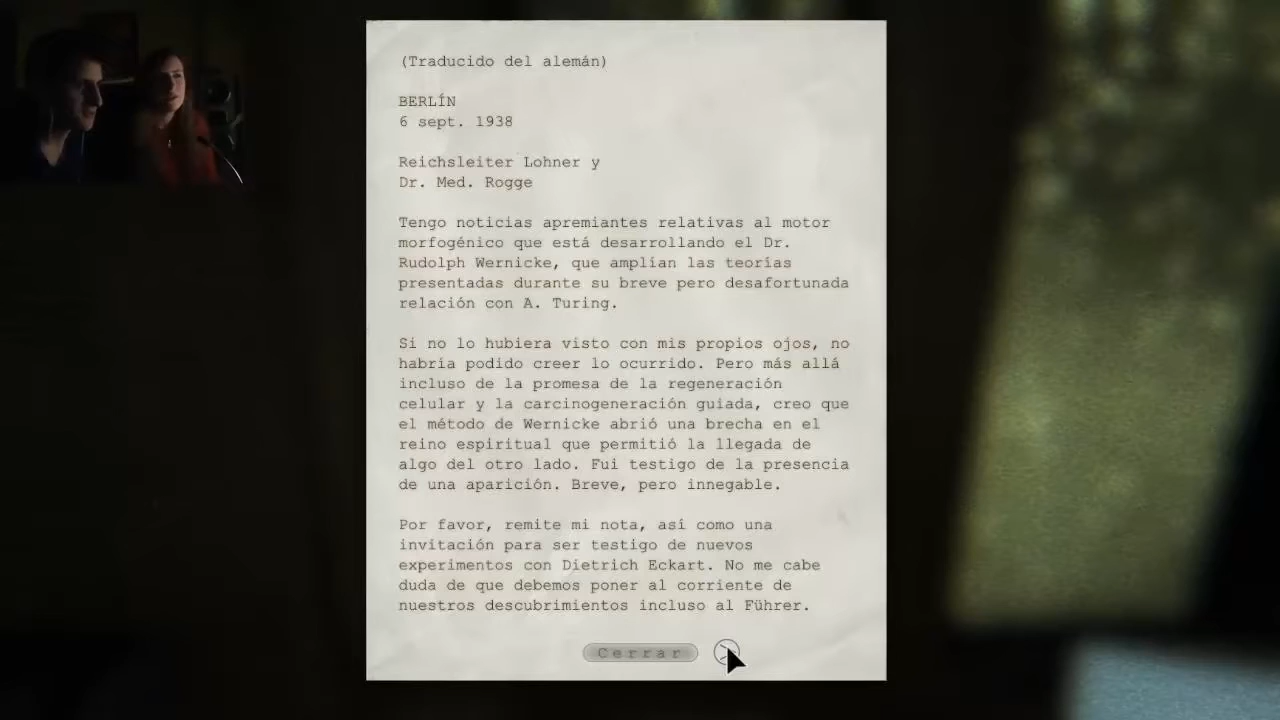 (Traducido del alemán)
BERLÍN
6 sept. 1938
Reichsleiter Lohner y
Dr. Med. Rogge
Tengo noticias apremiantes relativas al motor
morfogénico que está desarrollando el Dr.
Rudolph Wernicke, que amplían las teorías
presentadas durante su breve pero desafortunada
relación con A. Turing.
Si no lo hubiera visto con mis propios ojos, no
habría podido creer lo ocurrido. Pero más allá
incluso de la promesa de la regeneración
celular y la carcinogeneración guiada, creo que
el método de Wernicke abrió una brecha en el
reino espiritual que permitió la llegada de
algo del otro lado. Fui testigo de la presencia
de una aparición. Breve, pero innegable.
Por favor, remite mi nota, así como una
invitación para ser testigo de nuevos
experimentos con Dietrich Eckart. No me cabe
duda de que debemos poner al corriente de
nuestros descubrimientos incluso al Führer.
Cerrar